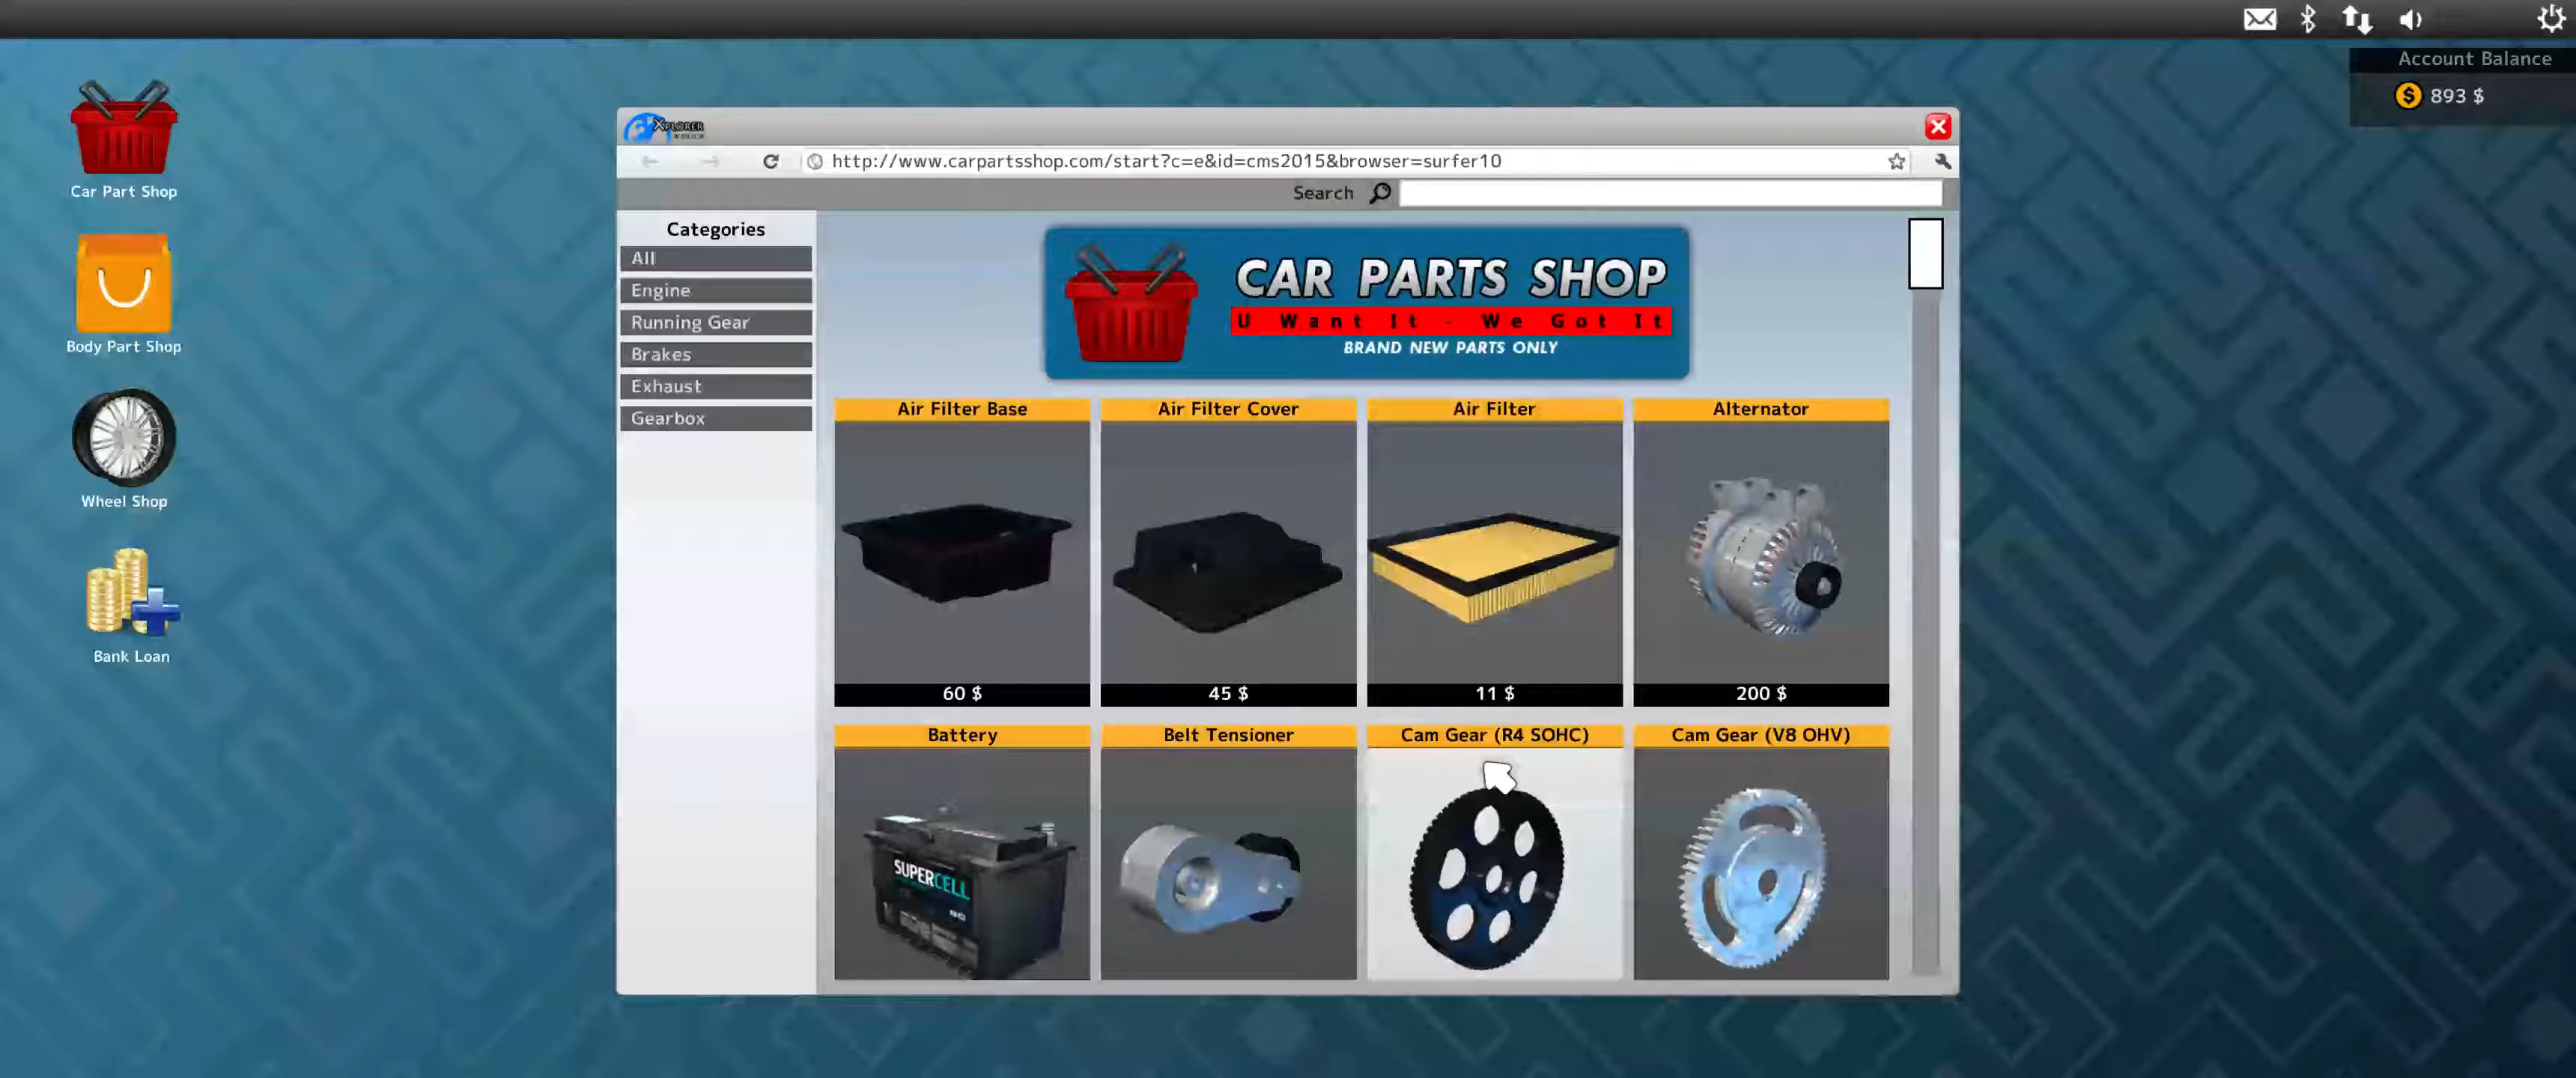 Account Balance
893 $
Car Part Shop
Body Part Shop
Wheel Shop
Bank Loan
XPLORER
http://www.carpartsshop.com/start?c=e&id=cms2015&browser=surfer10
Search
Categories
All
Engine
Running Gear
Brakes
Exhaust
Gearbox
CAR PARTS SHOP
U Want It - We Got It
BRAND NEW PARTS ONLY
Air Filter Base
Air Filter Cover
Air Filter
Alternator
60 $
45 $
11 $
200 $
Battery
Belt Tensioner
Cam Gear (R4 SOHC)
Cam Gear (V8 OHV)
SUPERCELL